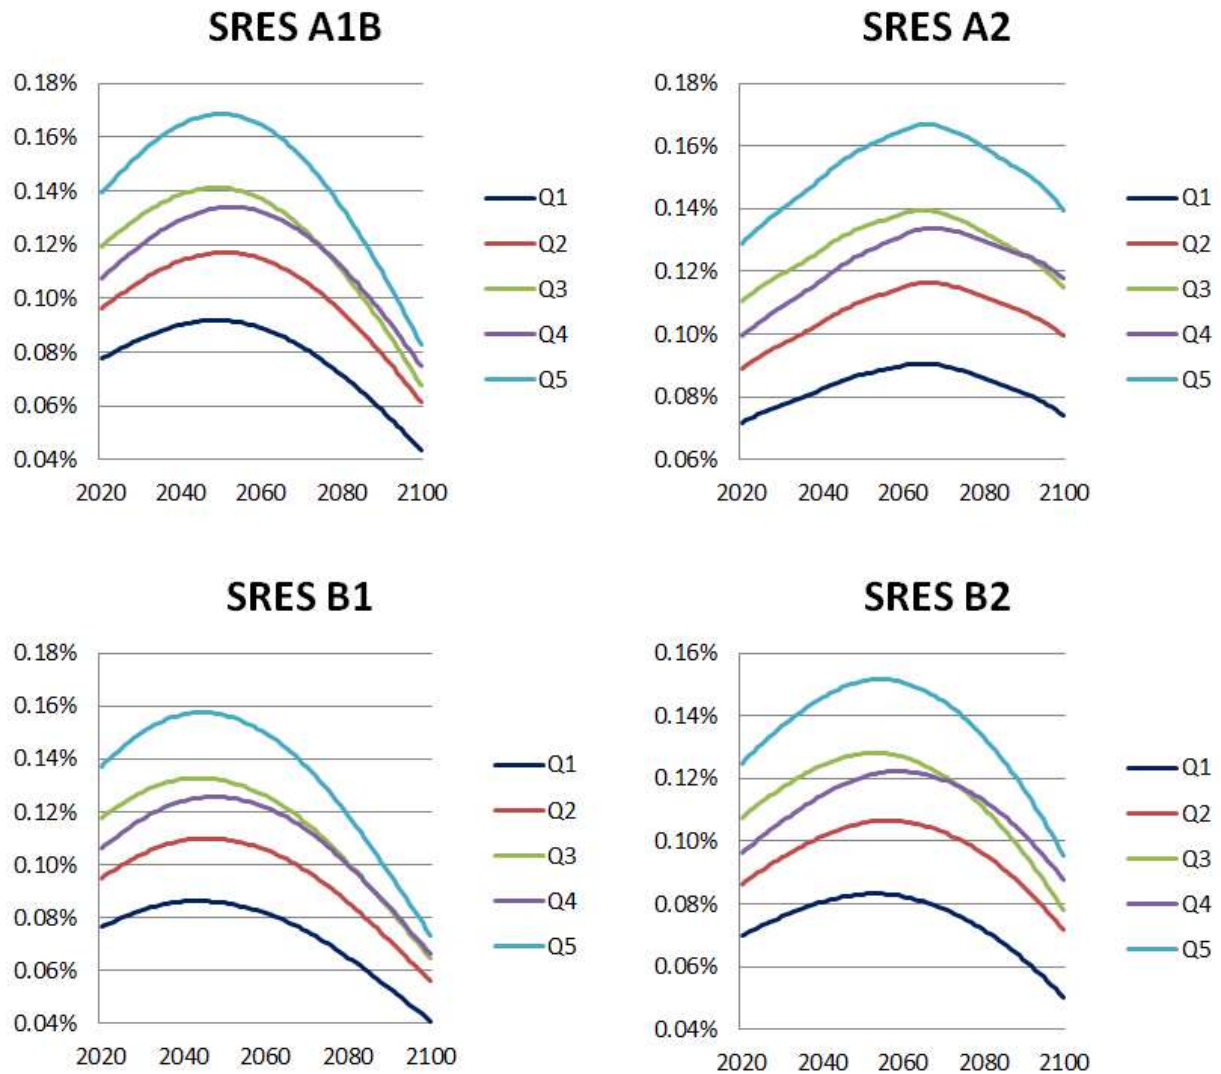 SRES A1B
0.18%
0.16%
0.14%
0.12%
0.10%
0.08%
0.06%
0.04%
2020 2040 2060 2080 2100
Q1
Q2
Q3
Q4
Q5
SRES A2
0.18%
0.16%
0.14%
0.12%
0.10%
0.08%
0.06%
2020 2040 2060 2080 2100
Q1
Q2
Q3
Q4
Q5
SRES B1
0.18%
0.16%
0.14%
0.12%
0.10%
0.08%
0.06%
0.04%
2020 2040 2060 2080 2100
Q1
Q2
Q3
Q4
Q5
SRES B2
0.16%
0.14%
0.12%
0.10%
0.08%
0.06%
0.04%
2020 2040 2060 2080 2100
Q1
Q2
Q3
Q4
Q5